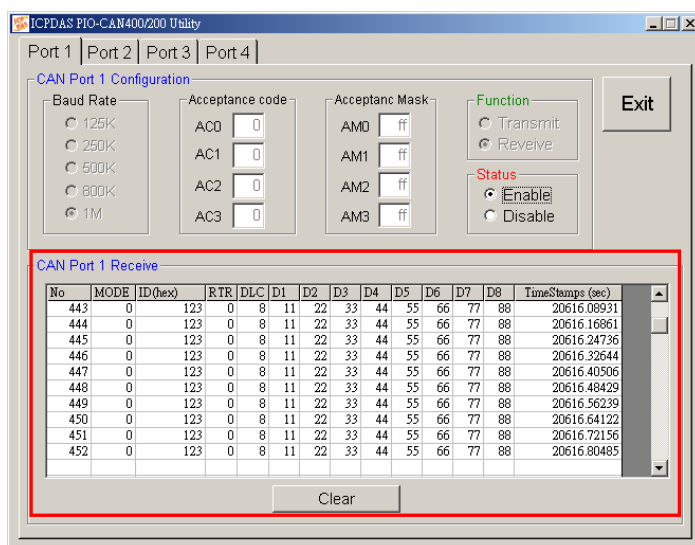 ICPDAS PIO-CAN400/200 Utility
Port 1 Port 2 Port 3 Port 4
CAN Port 1 Configuration
Baud Rate
125K
250K
500K
800K
1M
Acceptance code
AC0 0
AC1 0
AC2 0
AC3 0
Acceptanc Mask
AM0 ff
AM1 ff
AM2 ff
AM3 ff
Function
Transmit
Reveive
Status
Enable
Disable
Exit
CAN Port 1 Receive
No MODE ID(hex) RTR DLC D1 D2 D3 D4 D5 D6 D7 D8 TimeStamps (sec)
443 0 123 0 8 11 22 33 44 55 66 77 88 20616.08931
444 0 123 0 8 11 22 33 44 55 66 77 88 20616.16861
445 0 123 0 8 11 22 33 44 55 66 77 88 20616.24736
446 0 123 0 8 11 22 33 44 55 66 77 88 20616.32644
447 0 123 0 8 11 22 33 44 55 66 77 88 20616.40506
448 0 123 0 8 11 22 33 44 55 66 77 88 20616.48429
449 0 123 0 8 11 22 33 44 55 66 77 88 20616.56239
450 0 123 0 8 11 22 33 44 55 66 77 88 20616.64122
451 0 123 0 8 11 22 33 44 55 66 77 88 20616.72156
452 0 123 0 8 11 22 33 44 55 66 77 88 20616.80485
Clear